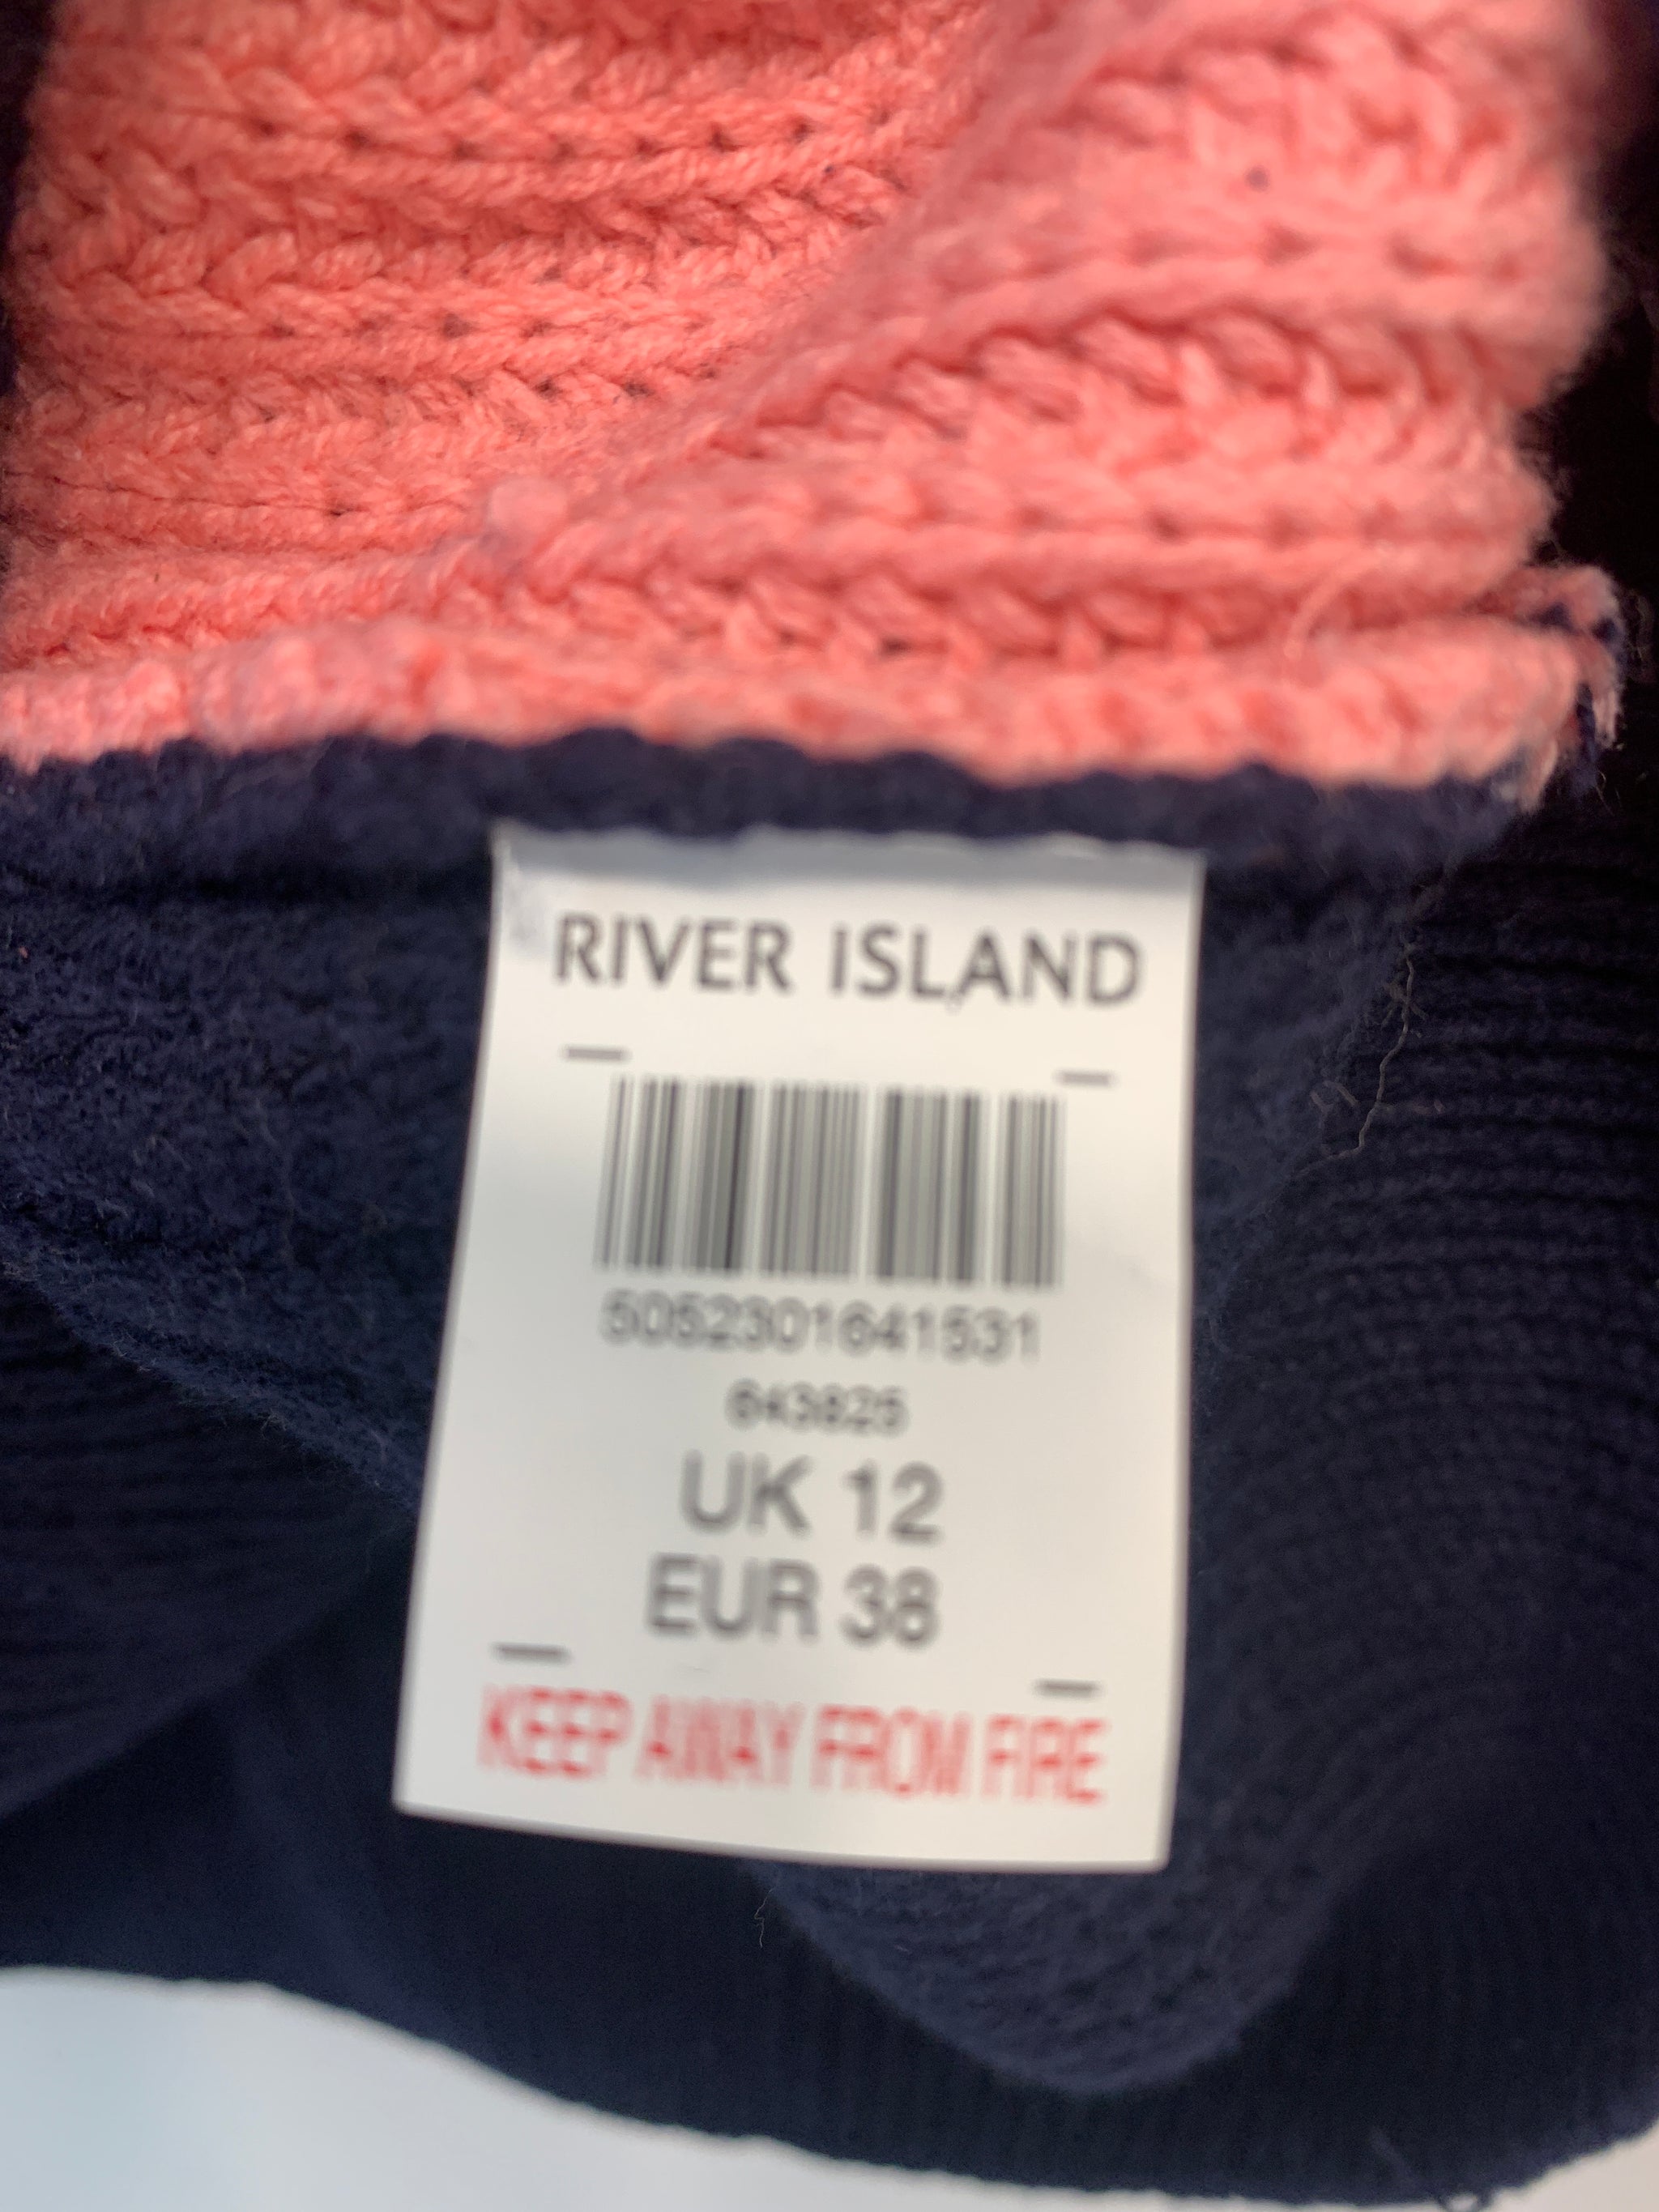 RIVER ISLAND
5052301641531
643825
UK 12
EUR 38
KEEP AWAY FROM FIRE